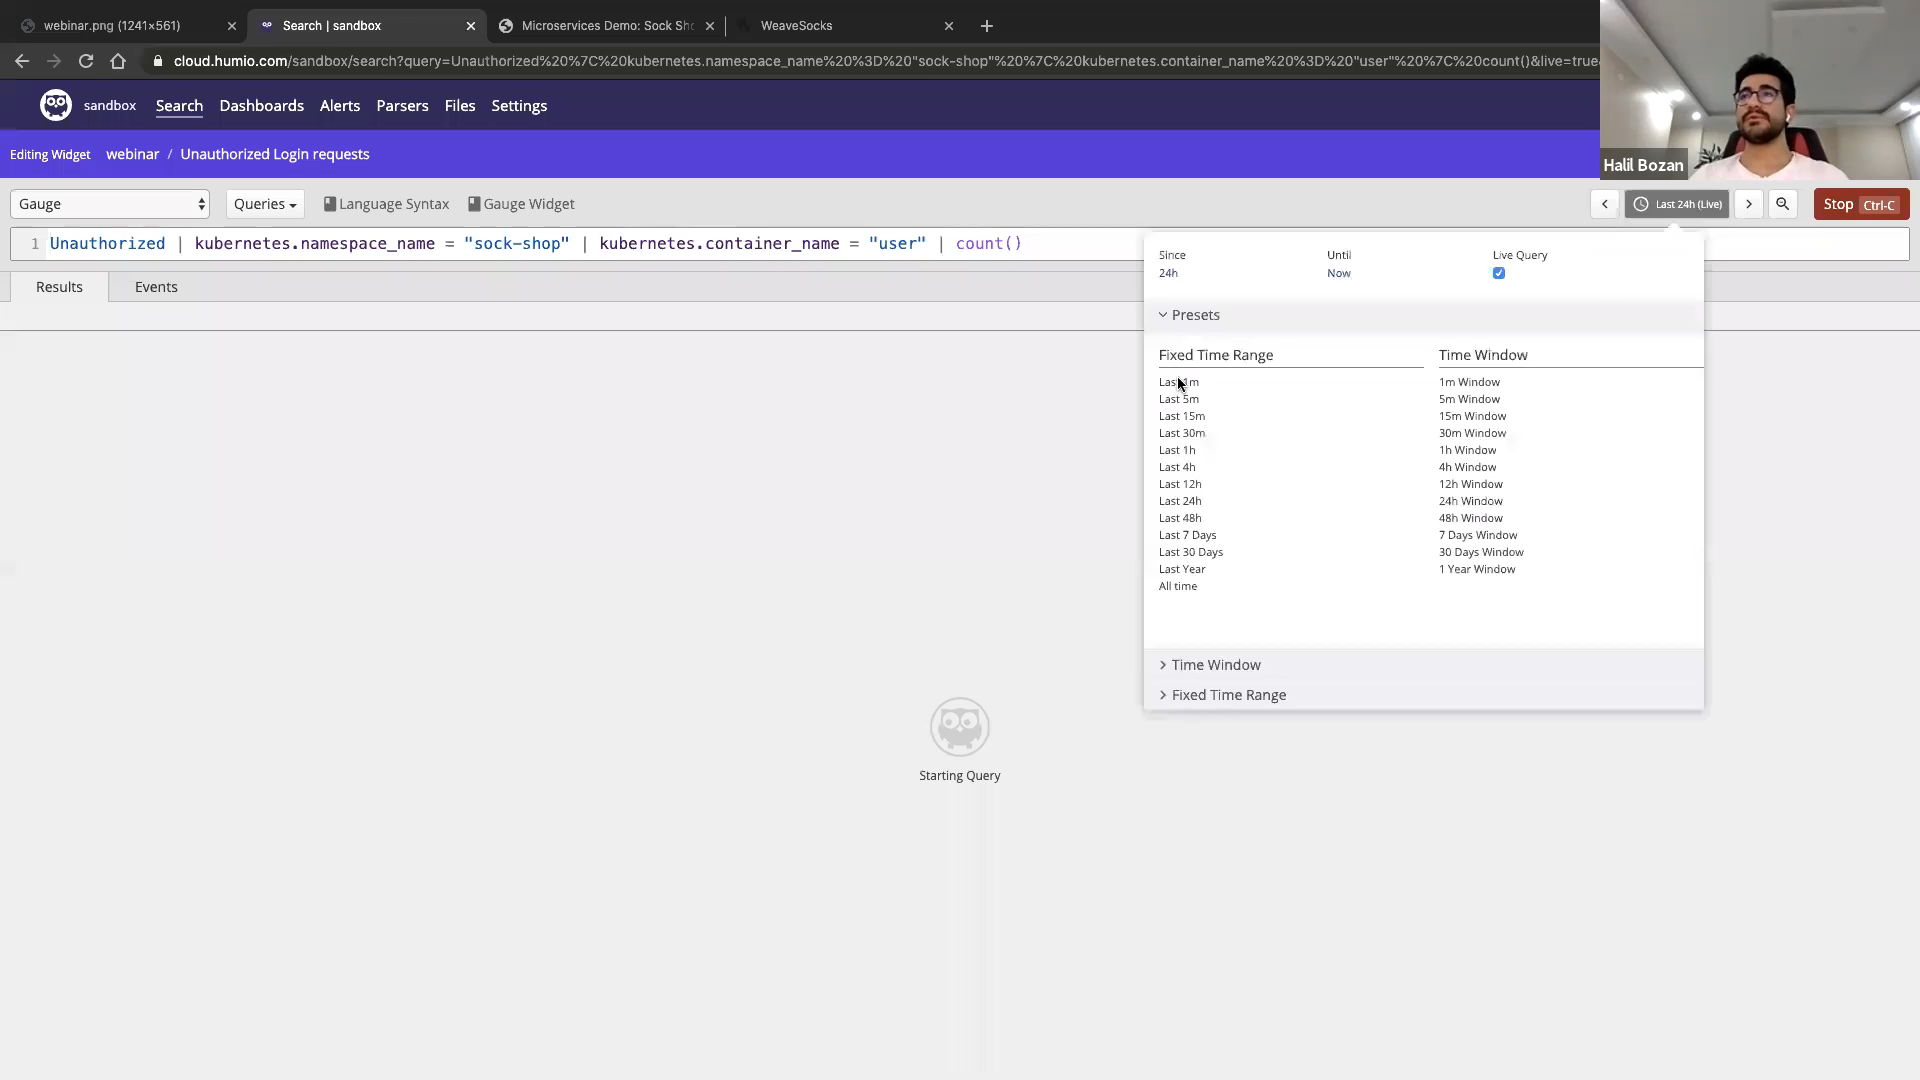 webinar.png (1241×561)
Search | sandbox
Microservices Demo: Sock Sho
WeaveSocks
cloud.humio.com/sandbox/search?query=Unauthorized%20%7C%20kubernetes.namespace_name%20%3D%20"sock-shop"%20%7C%20kubernetes.container_name%20%3D%20"user"%20%7C%20count()&live=true
sandbox Search Dashboards Alerts Parsers Files Settings
Editing Widget webinar / Unauthorized Login requests
Halil Bozan
Gauge Queries Language Syntax Gauge Widget
Last 24h (Live)
Stop Ctrl-C
1 Unauthorized | kubernetes.namespace_name = "sock-shop" | kubernetes.container_name = "user" | count()
Results Events
Since Until Live Query
24h Now
Presets
Fixed Time Range
Last 1m
Last 5m
Last 15m
Last 30m
Last 1h
Last 4h
Last 12h
Last 24h
Last 48h
Last 7 Days
Last 30 Days
Last Year
All time
Time Window
1m Window
5m Window
15m Window
30m Window
1h Window
4h Window
12h Window
24h Window
48h Window
7 Days Window
30 Days Window
1 Year Window
Time Window
Fixed Time Range
Starting Query